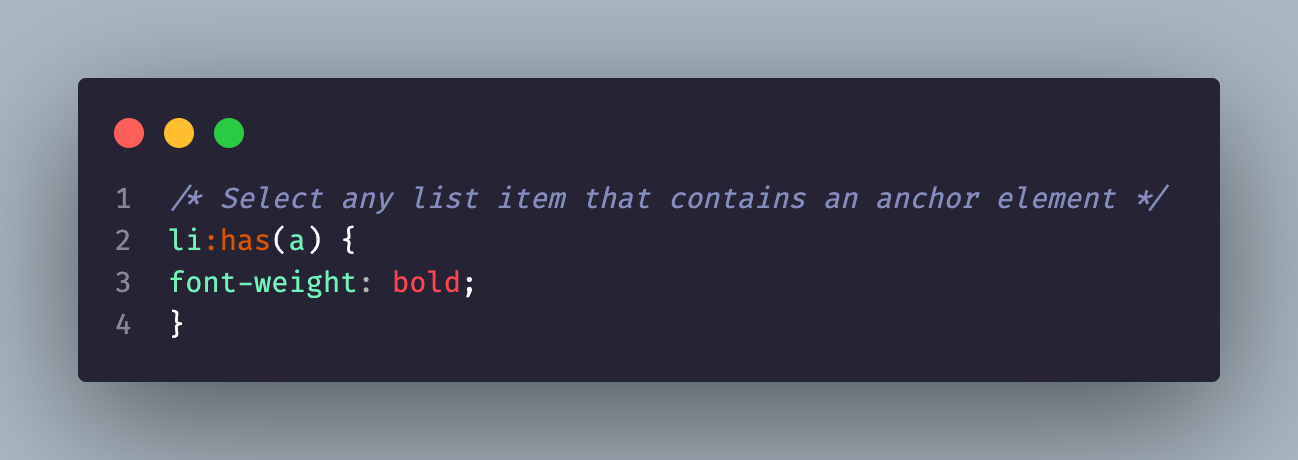 1 /* Select any list item that contains an anchor element */
2 li:has(a) {
3 font-weight: bold;
4 }